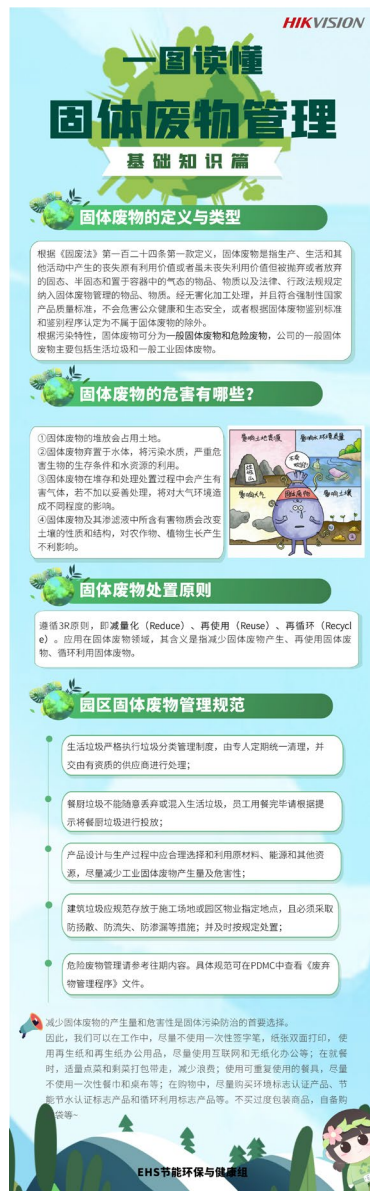 HIKVISION
一图读懂
固体废物管理
基础知识篇
固体废物的定义与类型
根据《固废法》第一百二十四条第一款定义，固体废物是指生产、生活和其
他活动中产生的丧失原有利用价值或者虽未丧失利用价值但被抛弃或者放弃
的固态、半固态和置于容器中的气态的物品、物质以及法律、行政法规规定
纳入固体废物管理的物品、物质。经无害化加工处理，并且符合强制性国家
产品质量标准，不会危害公众健康和生态安全，或者根据固体废物鉴别标准
和鉴别程序认定为不属于固体废物的除外。
根据污染特性，固体废物可分为一般固体废物和危险废物，公司的一般固体
废物主要包括生活垃圾和一般工业固体废物。
固体废物的危害有哪些？
①固体废物的堆放会占用土地。
②固体废物弃置于水体，将污染水质，严重危
害生物的生存条件和水资源的利用。
③固体废物在堆存和处理处置过程中会产生有
害气体，若不加以妥善处理，将对大气环境造
成不同程度的影响。
④固体废物及其渗滤液中所含有害物质会改变
土壤的性质和结构，对农作物、植物生长产生
不利影响。
影响土地资源
影响水环境质量
影响大气
固体废物
影响土壤
固体废物处置原则
遵循3R原则，即减量化（Reduce）、再使用（Reuse）、再循环（Recycl
e）。应用在固体废物领域，其含义是指减少固体废物产生、再使用固体废
物、循环利用固体废物。
园区固体废物管理规范
生活垃圾严格执行垃圾分类管理制度，由专人定期统一清理，并
交由有资质的供应商进行处理；
餐厨垃圾不能随意丢弃或混入生活垃圾，员工用餐完毕请根据提
示将餐厨垃圾进行投放；
产品设计与生产过程中应合理选择和利用原材料、能源和其他资
源，尽量减少工业固体废物产生量及危害性；
建筑垃圾应规范存放于施工场地或园区物业指定地点，且必须采取
防扬散、防流失、防渗漏等措施；并及时按规定处置；
危险废物管理请参考往期内容。具体规范可在PDMC中查看《废弃
物管理程序》文件。
减少固体废物的产生量和危害性是固体污染防治的首要选择。
因此，我们可以在工作中，尽量不使用一次性签字笔，纸张双面打印，使
用再生纸和再生纸办公用品，尽量使用互联网和无纸化办公等；在就餐
时，适量点菜和剩菜打包带走，减少浪费；使用可重复使用的餐具，尽量
不使用一次性餐巾和桌布等；在购物中，尽量购买环境标志认证产品、节
能节水认证标志产品和循环利用标志产品等。不买过度包装商品，自备购
袋等~
EHS节能环保与健康组